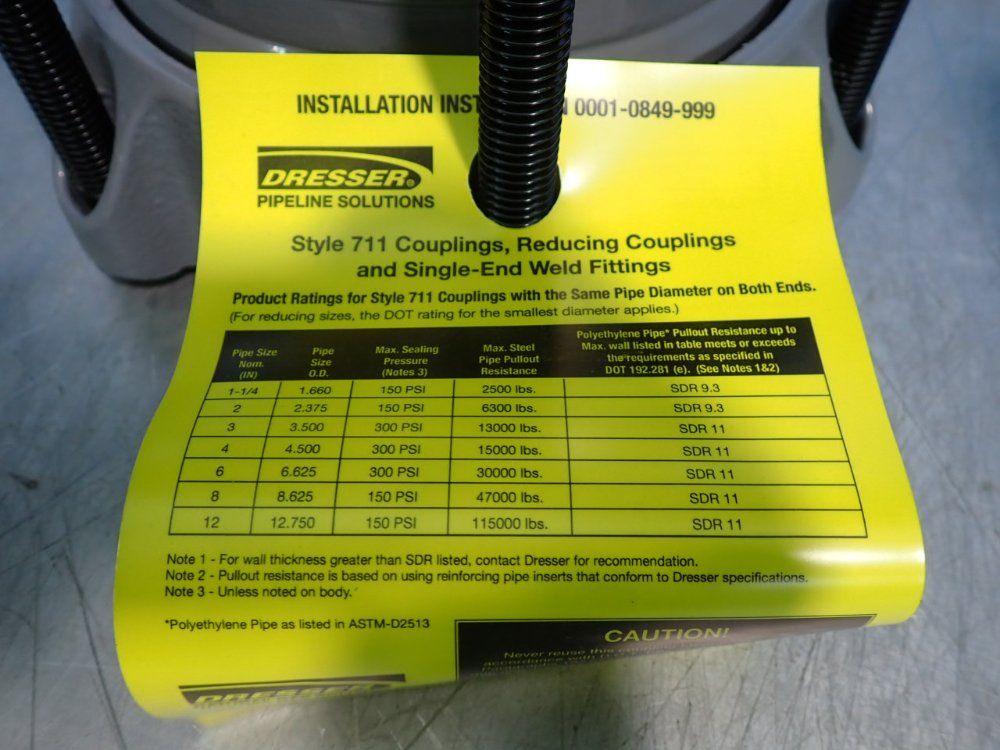 INSTALLATION 0001-0849-999
DRESSER®
PIPELINE SOLUTIONS
Style 711 Couplings, Reducing Couplings
and Single-End Weld Fittings
Product Ratings for Style 711 Couplings with the Same Pipe Diameter on Both Ends.
(For reducing sizes, the DOT rating for the smallest diameter applies.)
Pipe Size Nom. (IN) Pipe Size O.D. Max. Sealing Pressure (Notes 3) Max. Steel Pipe Pullout Resistance Polyethylene Pipe* Pullout Resistance up to Max. wall listed in table meets or exceeds the requirements as specified in DOT 192.281 (e). (See Notes 1&2)
1-1/4 1.660 150 PSI 2500 lbs. SDR 9.3
2 2.375 150 PSI 6300 lbs. SDR 9.3
3 3.500 300 PSI 13000 lbs. SDR 11
4 4.500 300 PSI 15000 lbs. SDR 11
6 6.625 300 PSI 30000 lbs. SDR 11
8 8.625 150 PSI 47000 lbs. SDR 11
12 12.750 150 PSI 115000 lbs. SDR 11
Note 1 - For wall thickness greater than SDR listed, contact Dresser for recommendation.
Note 2 - Pullout resistance is based on using reinforcing pipe inserts that conform to Dresser specifications.
Note 3 - Unless noted on body.
*Polyethylene Pipe as listed in ASTM-D2513
CAUTION!
Never reuse this
accordance with
DRESSER